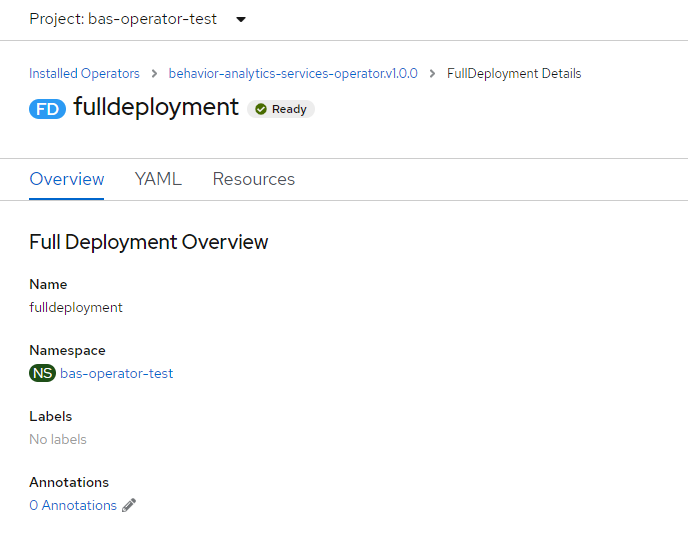 Project: bas-operator-test
Installed Operators > behavior-analytics-services-operator.v1.0.0 > FullDeployment Details
FD fulldeployment Ready
Overview YAML Resources
Full Deployment Overview
Name
fulldeployment
Namespace
NS bas-operator-test
Labels
No labels
Annotations
0 Annotations